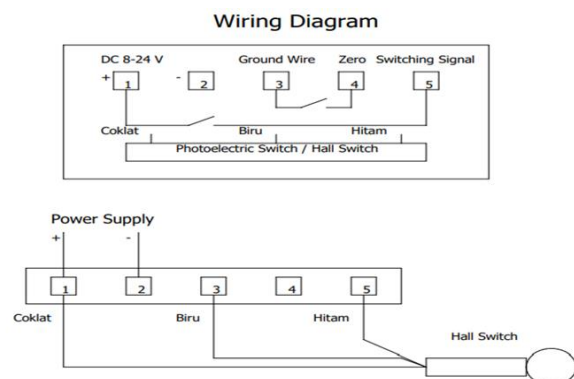 Wiring Diagram
DC 8-24 V Ground Wire Zero Switching Signal
+ 1 - 2 3 4 5
Coklat Biru Hitam
Photoelectric Switch / Hall Switch
Power Supply
+ -
1 2 3 4 5
Coklat Biru Hitam
Hall Switch